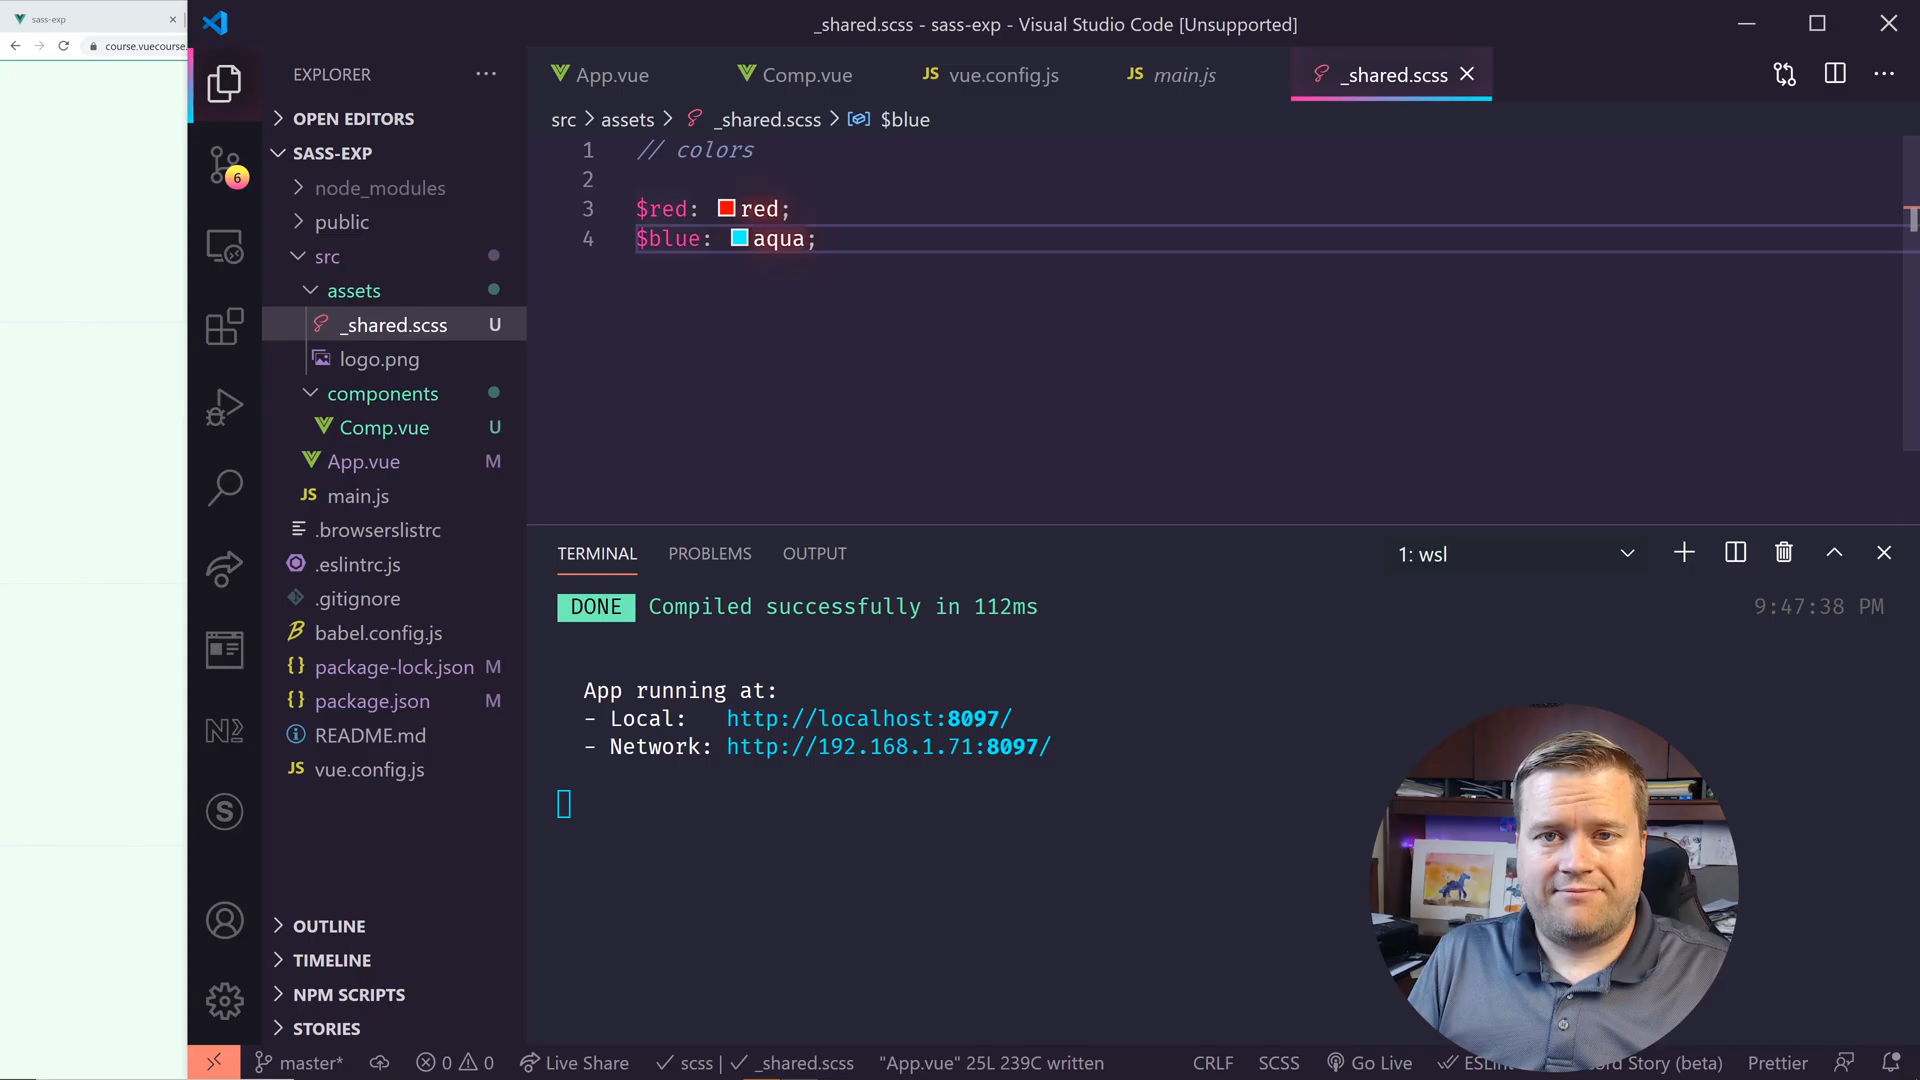 sass-exp
course.vuecourse.
_shared.scss - sass-exp - Visual Studio Code [Unsupported]
EXPLORER
App.vue
Comp.vue
JS vue.config.js
JS main.js
_shared.scss
OPEN EDITORS
src > assets > _shared.scss > $blue
SASS-EXP
6
node_modules
public
src
assets
_shared.scss U
logo.png
components
Comp.vue U
App.vue M
JS main.js
.browserslistrc
.eslintrc.js
.gitignore
babel.config.js
{} package-lock.json M
{} package.json M
README.md
JS vue.config.js
OUTLINE
TIMELINE
NPM SCRIPTS
STORIES
1 // colors
2
3 $red: red;
4 $blue: aqua;
TERMINAL PROBLEMS OUTPUT
1: wsl
DONE Compiled successfully in 112ms
9:47:38 PM
App running at:
- Local: http://localhost:8097/
- Network: http://192.168.1.71:8097/
master*
0 0
Live Share
scss | _shared.scss
"App.vue" 25L 239C written
CRLF
SCSS
Go Live
Story (beta)
Prettier